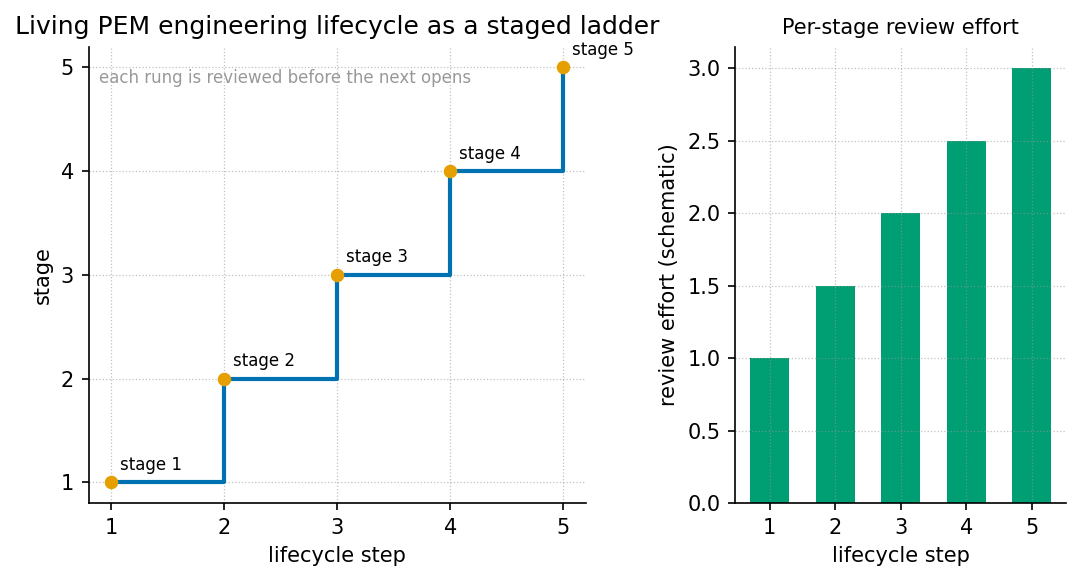 Living PEM engineering lifecycle as a staged ladder
stage 5
each rung is reviewed before the next opens
stage 4
stage 3
stage 2
stage 1
5
4
3
2
1
stage
1 2 3 4 5
lifecycle step
Per-stage review effort
3.0
2.5
2.0
1.5
1.0
0.5
0.0
review effort (schematic)
1 2 3 4 5
lifecycle step